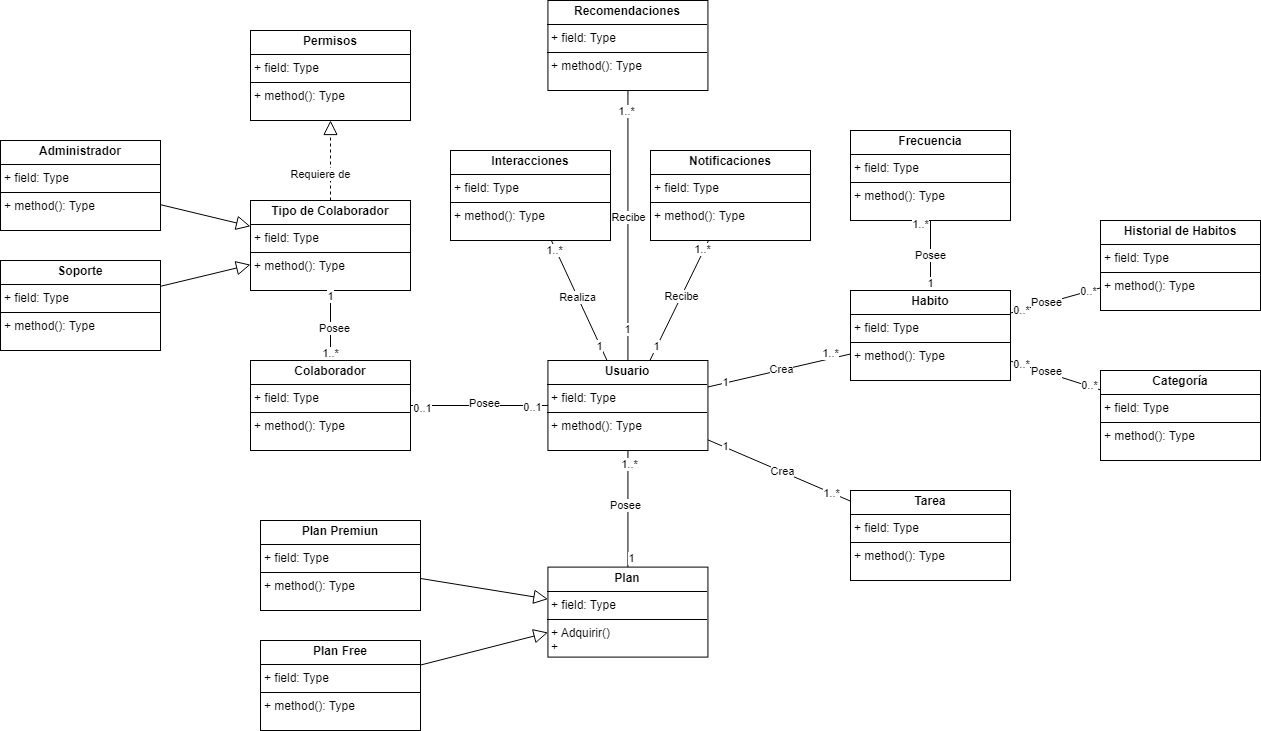 Recomendaciones
+ field: Type
+ method(): Type
1..*
Recibe
1
Permisos
+ field: Type
+ method(): Type
Requiere de
Administrador
+ field: Type
+ method(): Type
Tipo de Colaborador
+ field: Type
+ method(): Type
Soporte
+ field: Type
+ method(): Type
1
Posee
1..*
Colaborador
+ field: Type
+ method(): Type
0..1
Posee
0..1
Interacciones
+ field: Type
+ method(): Type
1..*
Realiza
1
Notificaciones
+ field: Type
+ method(): Type
1..*
Recibe
1
Usuario
+ field: Type
+ method(): Type
Frecuencia
+ field: Type
+ method(): Type
1..*
Posee
1
Habito
+ field: Type
+ method(): Type
1
Crea
1..*
Historial de Habitos
+ field: Type
+ method(): Type
0..*
Posee
0..*
Categoría
+ field: Type
+ method(): Type
0..*
Posee
0..*
1
Crea
1..*
Tarea
+ field: Type
+ method(): Type
1..*
Posee
1
Plan Premiun
+ field: Type
+ method(): Type
Plan
+ field: Type
+ Adquirir()
+
Plan Free
+ field: Type
+ method(): Type